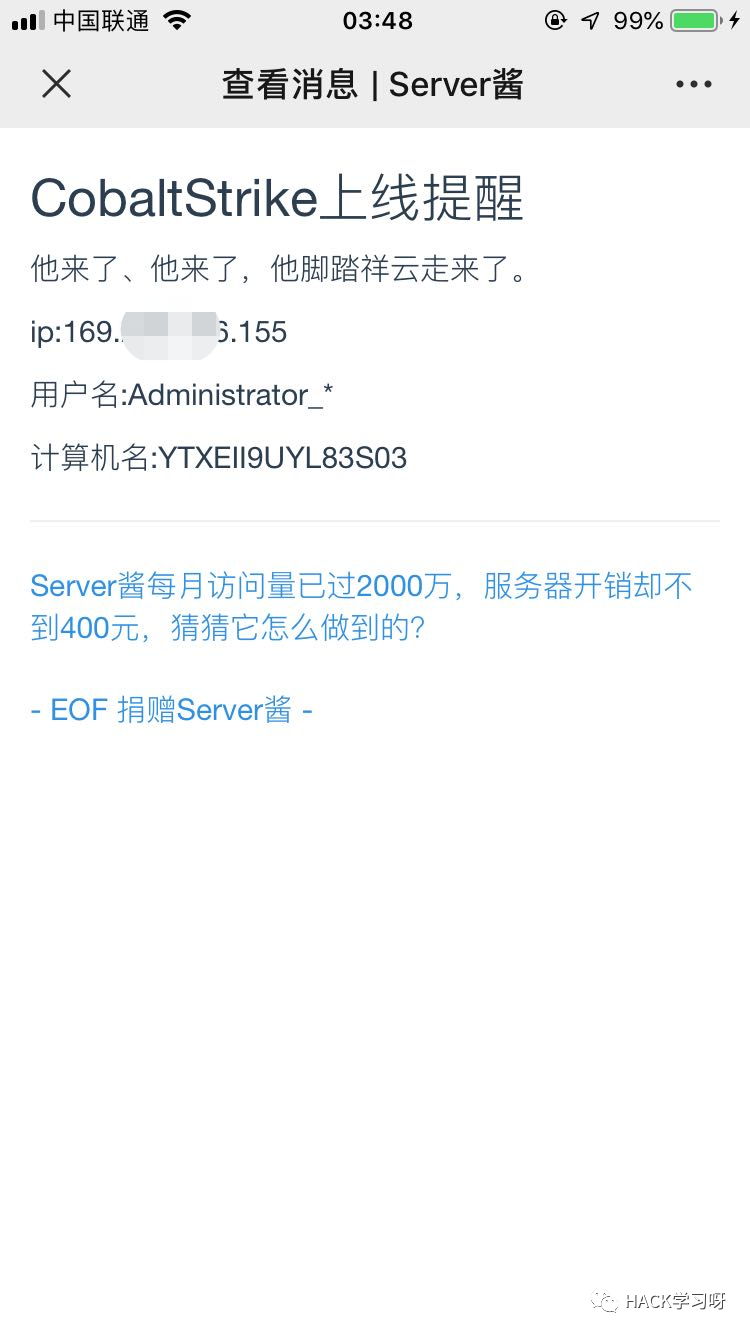 中国联通 03:48 99%
查看消息 | Server酱
CobaltStrike上线提醒
他来了、他来了，他脚踏祥云走来了。
ip:169. 6.155
用户名:Administrator_*
计算机名:YTXEII9UYL83S03
Server酱每月访问量已过2000万，服务器开销却不
到400元，猜猜它怎么做到的？
- EOF 捐赠Server酱 -
HACK学习呀